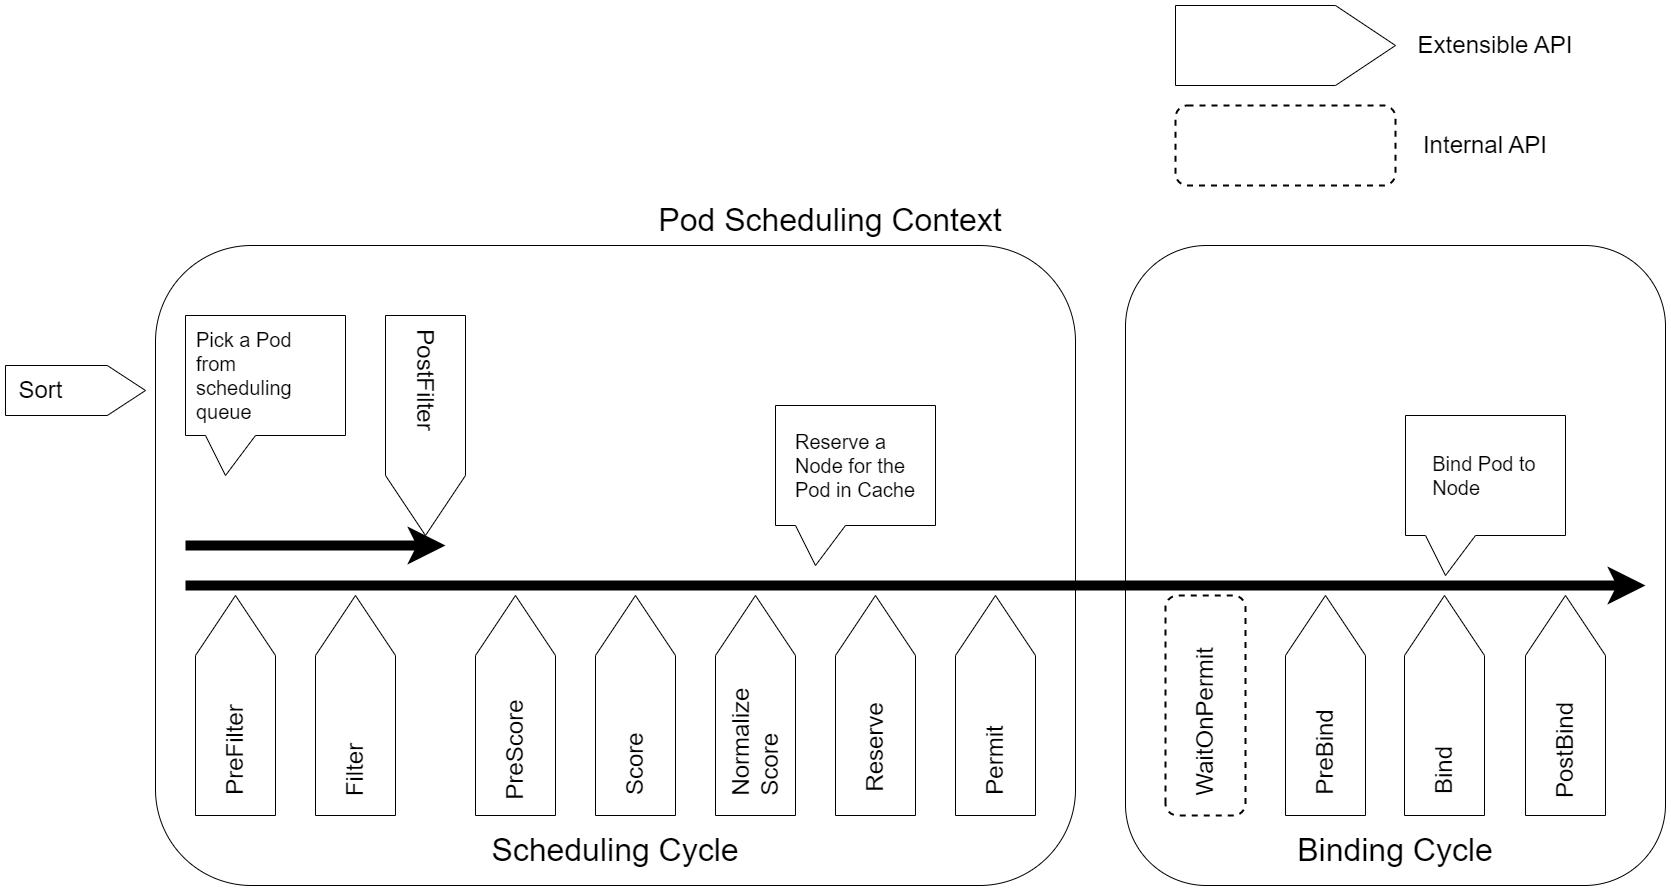 Extensible API
Internal API
Pod Scheduling Context
Sort
Pick a Pod
from
scheduling
queue
PostFilter
Reserve a
Node for the
Pod in Cache
Bind Pod to
Node
PreFilter
Filter
PreScore
Score
Normalize
Score
Reserve
Permit
WaitOnPermit
PreBind
Bind
PostBind
Scheduling Cycle
Binding Cycle